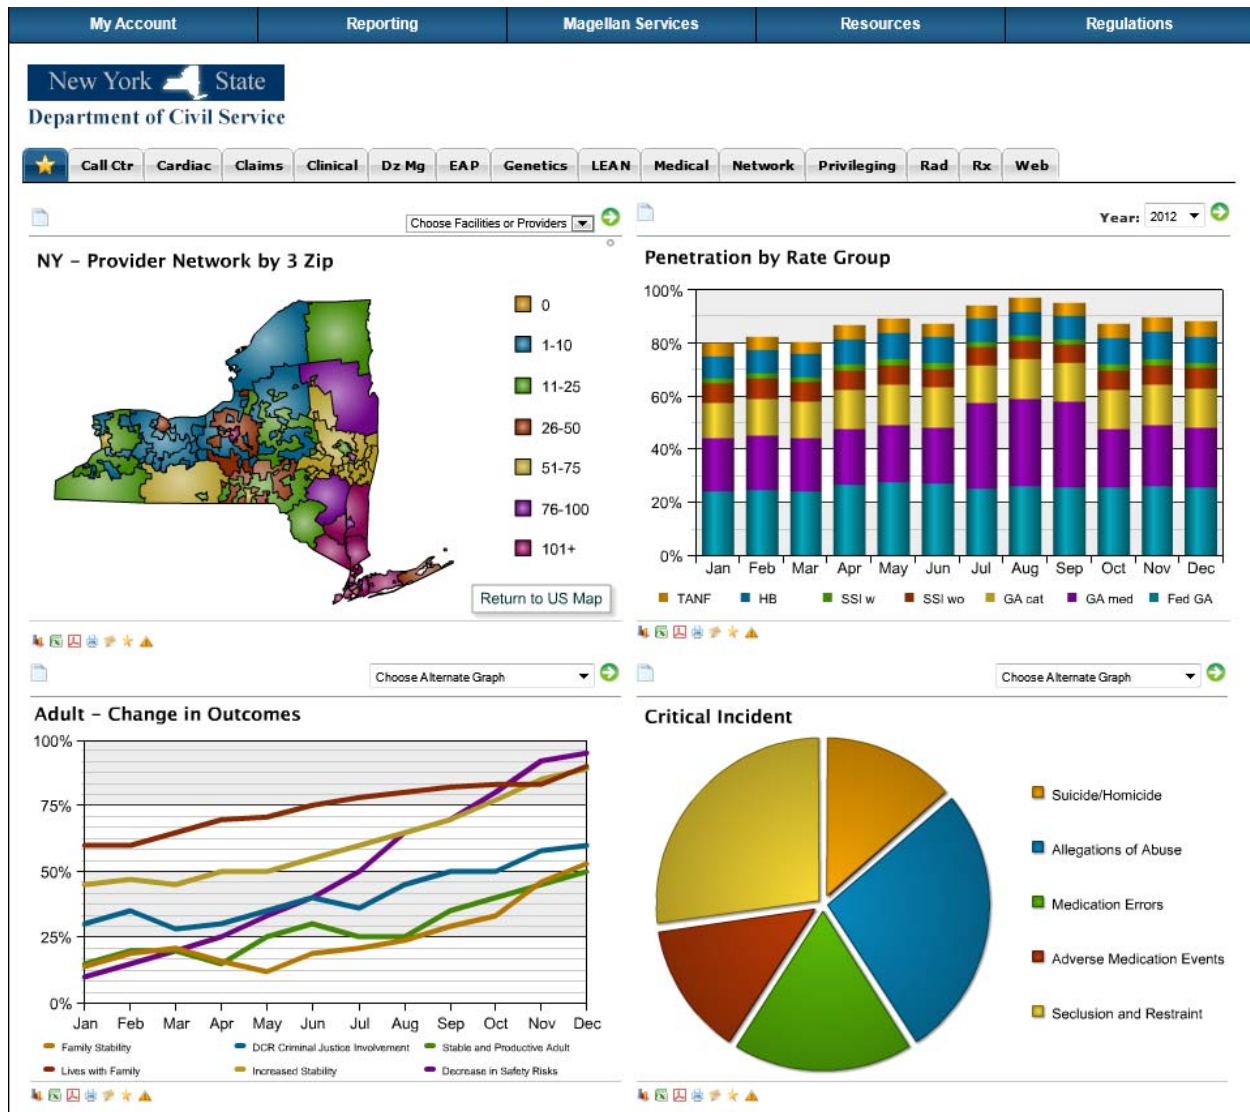 My Account Reporting Magellan Services Resources Regulations
New York State
Department of Civil Service
Call Ctr Cardiac Claims Clinical Dz Mg EAP Genetics LEAN Medical Network Privileging Rad Rx Web
Choose Facilities or Providers
NY – Provider Network by 3 Zip
0
1-10
11-25
26-50
51-75
76-100
101+
Return to US Map
Year: 2012
Penetration by Rate Group
100%
80%
60%
40%
20%
0%
Jan Feb Mar Apr May Jun Jul Aug Sep Oct Nov Dec
TANF HB SSI w SSI wo GA cat GA med Fed GA
Choose Alternate Graph
Adult – Change in Outcomes
100%
75%
50%
25%
0%
Jan Feb Mar Apr May Jun Jul Aug Sep Oct Nov Dec
Family Stability DCR Criminal Justice Involvement Stable and Productive Adult
Lives with Family Increased Stability Decrease in Safety Risks
Choose Alternate Graph
Critical Incident
Suicide/Homicide
Allegations of Abuse
Medication Errors
Adverse Medication Events
Seclusion and Restraint